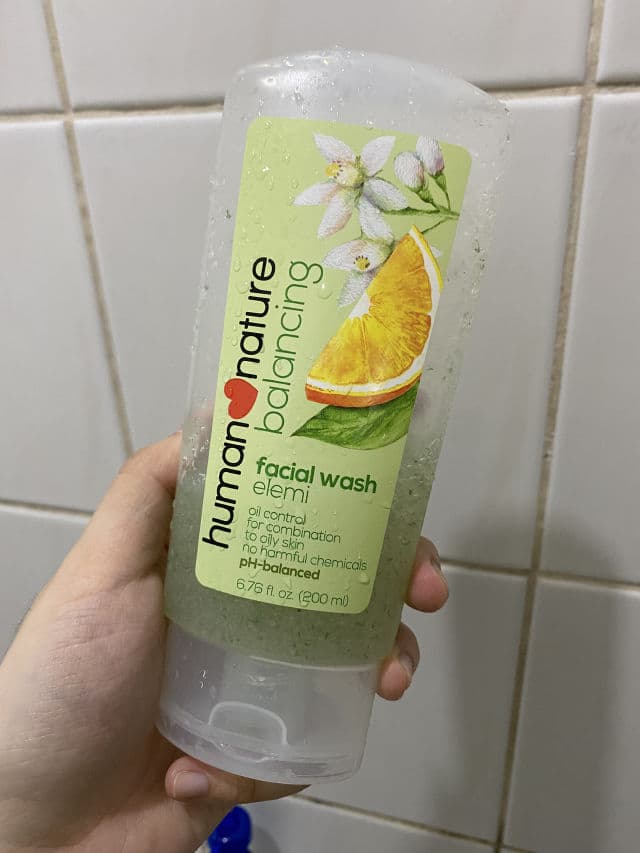 human nature
balancing
facial wash
elemi
oil control
for combination
to oily skin
no harmful chemicals
pH-balanced
6.76 fl. oz. (200 ml)